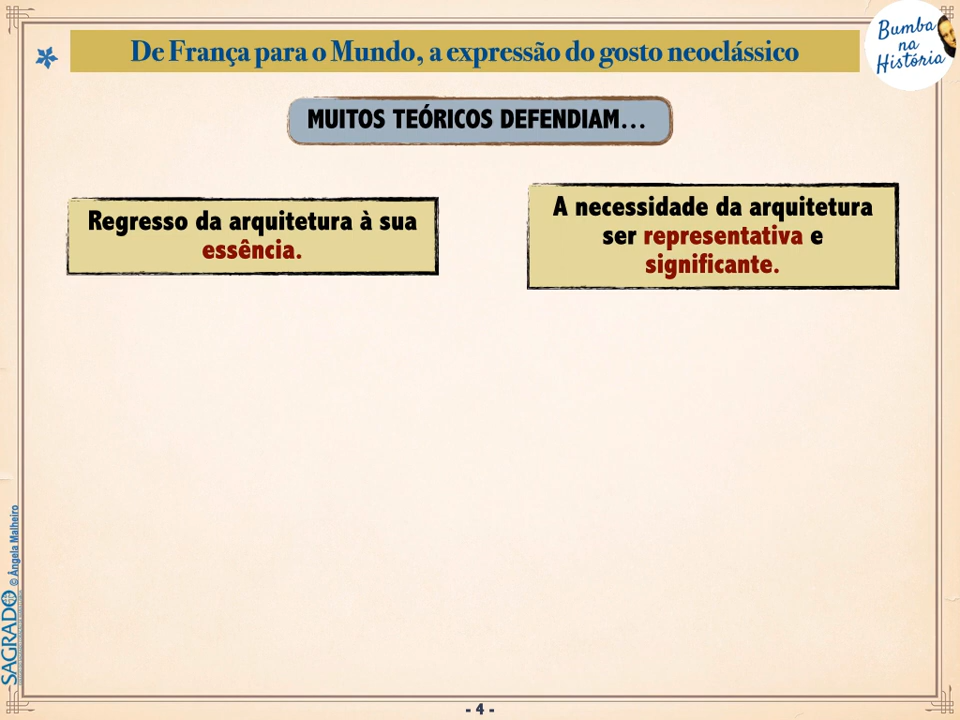 De França para o Mundo, a expressão do gosto neoclássico
Bumba
na
História
MUITOS TEÓRICOS DEFENDIAM...
Regresso da arquitetura à sua
essência.
A necessidade da arquitetura
ser representativa e
significante.
SAGRADO
© Ângela Malheiro
- 4 -